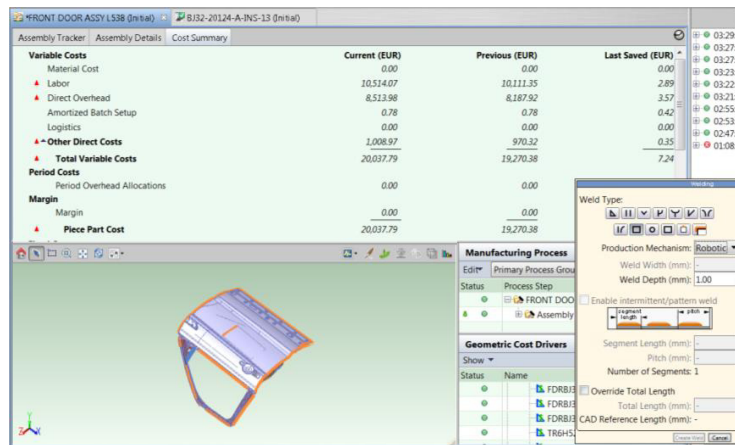 *FRONT DOOR ASSY L538 (Initial)
BJ32-20124-A-INS-13 (Initial)
Assembly Tracker Assembly Details Cost Summary
Current (EUR) Previous (EUR) Last Saved (EUR)
Variable Costs
Material Cost 0.00 0.00 0.00
Labor 10,514.07 10,111.35 2.89
Direct Overhead 8,513.98 8,187.92 3.57
Amortized Batch Setup 0.78 0.78 0.42
Logistics 0.00 0.00 0.00
Other Direct Costs 1,008.97 970.32 0.35
Total Variable Costs 20,037.79 19,270.38 7.24
Period Costs
Period Overhead Allocations 0.00 0.00
Margin
Margin 0.00 0.00
Piece Part Cost 20,037.79 19,270.38
03:29
03:27
03:27
03:23
03:22
03:21
02:55
02:53
02:47
01:08
Manufacturing Process
Edit Primary Process Grou
Status Process Step
FRONT DOO
Assembly
Geometric Cost Drivers
Show
Status Name
FDRBJ3
FDRBJ3
FDRBJ3
TR6H5
Welding
Weld Type:
Production Mechanism: Robotic
Weld Width (mm): -
Weld Depth (mm): 1.00
Enable intermittent/pattern weld
segment length
pitch
Segment Length (mm): -
Pitch (mm): -
Number of Segments: 1
Override Total Length
Total Length (mm): -
CAD Reference Length (mm): -
Create Weld Cancel
Y
Z X